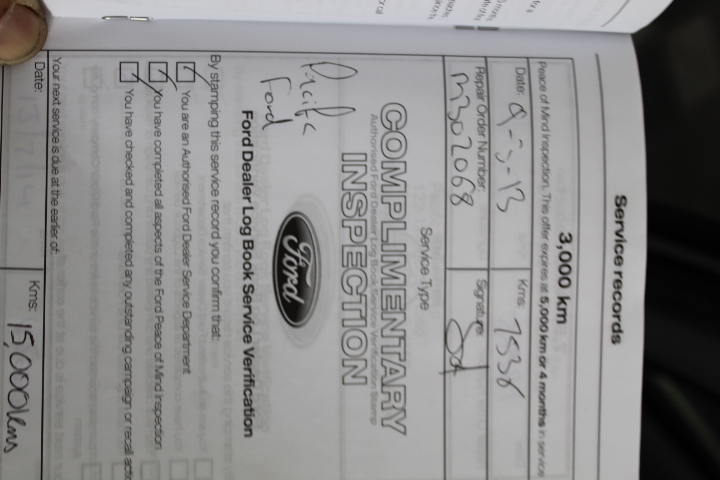 Service records
3,000 km
Peace of Mind Inspection. This offer expires at 5,000 km or 4 months in service
Date: 9-5-13 Kms: 7538
Repair Order Number: Signature:
M302068
Service Type
COMPLIMENTARY
Authorised Ford Dealer Log Book Service Verification Stamp
INSPECTION
Pacific
Ford
Ford
Ford Dealer Log Book Service Verification
By stamping this service record you confirm that:
You are an Authorised Ford Dealer Service Department
You have completed all aspects of the Ford Peace of Mind Inspection
You have checked and completed any outstanding campaign or recall
Your next service is due at the earlier of:
Date: Kms: 15,000kms